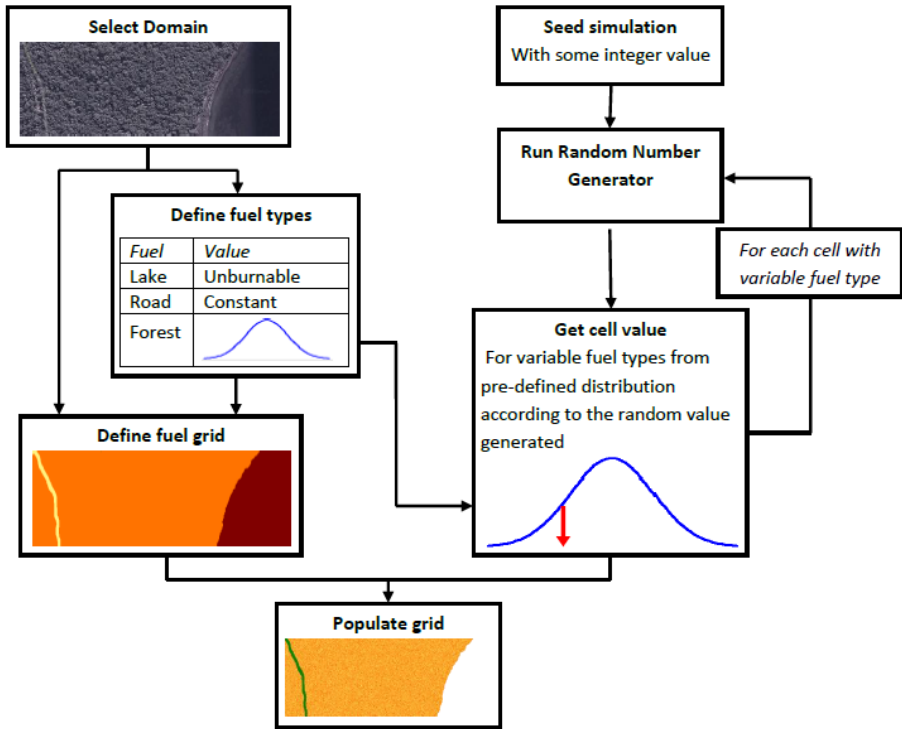 Select Domain
Seed simulation
With some integer value
Run Random Number
Generator
Define fuel types
Fuel Value
Lake Unburnable
Road Constant
Forest
For each cell with
variable fuel type
Get cell value
For variable fuel types from
pre-defined distribution
according to the random value
generated
Define fuel grid
Populate grid